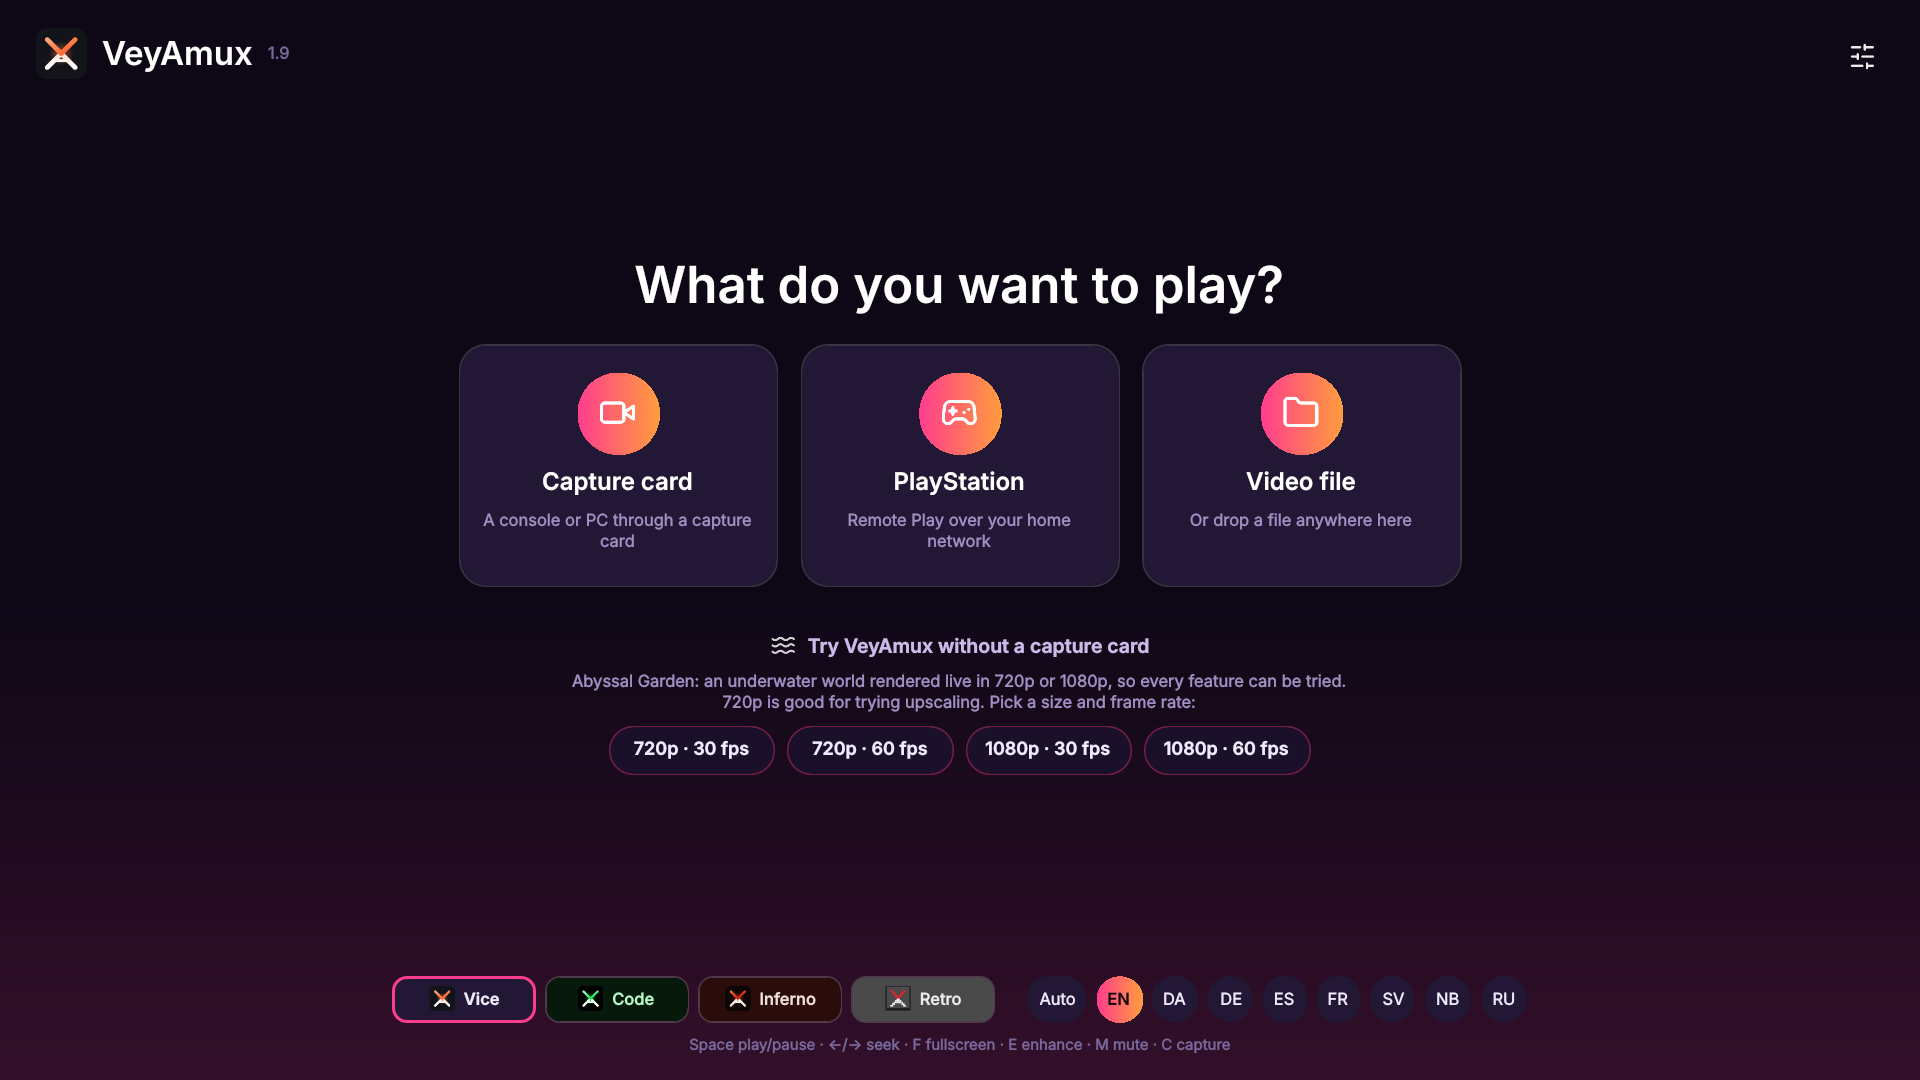 VeyAmux 1.9
What do you want to play?
Capture card
A console or PC through a capture
card
PlayStation
Remote Play over your home
network
Video file
Or drop a file anywhere here
Try VeyAmux without a capture card
Abyssal Garden: an underwater world rendered live in 720p or 1080p, so every feature can be tried.
720p is good for trying upscaling. Pick a size and frame rate:
720p · 30 fps
720p · 60 fps
1080p · 30 fps
1080p · 60 fps
Vice
Code
Inferno
Retro
Auto
EN
DA
DE
ES
FR
SV
NB
RU
Space play/pause · ←/→ seek · F fullscreen · E enhance · M mute · C capture